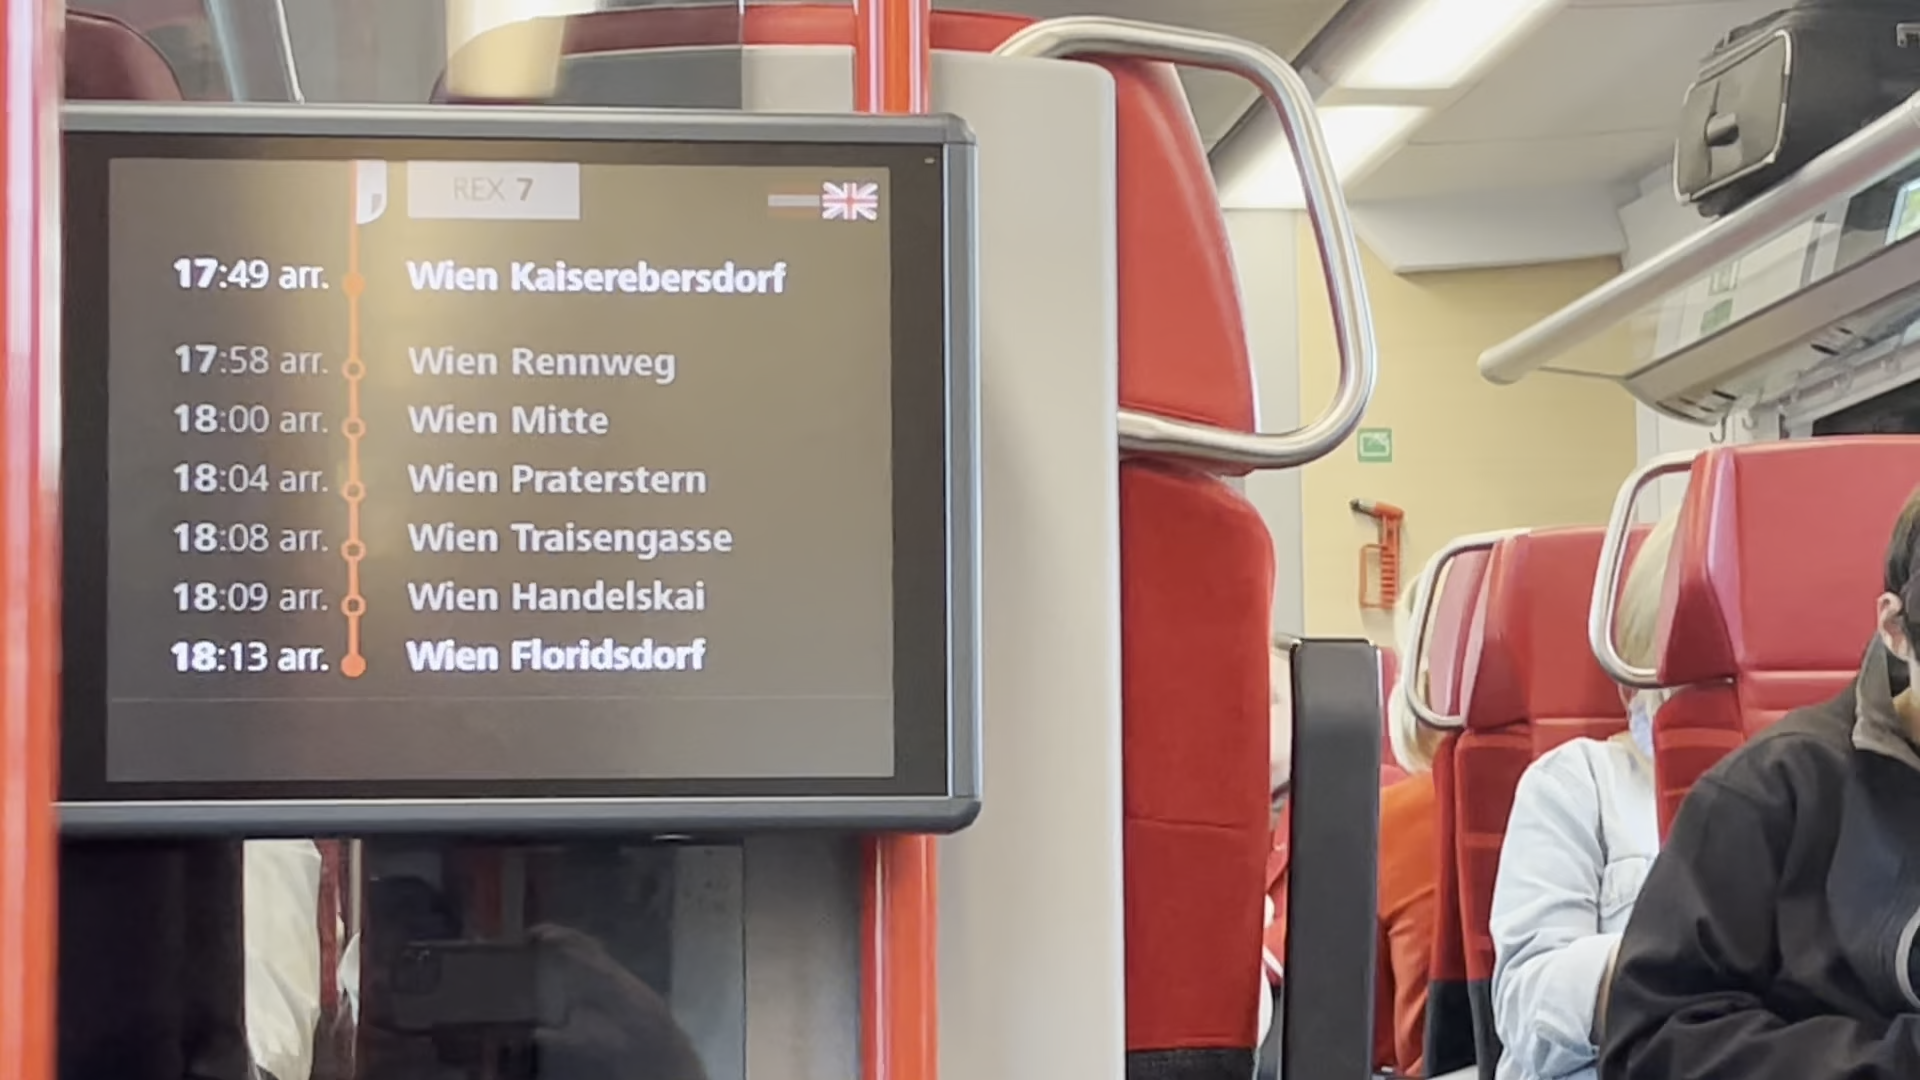 REX 7
17:49 arr. Wien Kaiserebersdorf
17:58 arr. Wien Rennweg
18:00 arr. Wien Mitte
18:04 arr. Wien Praterstern
18:08 arr. Wien Traisengasse
18:09 arr. Wien Handelskai
18:13 arr. Wien Floridsdorf